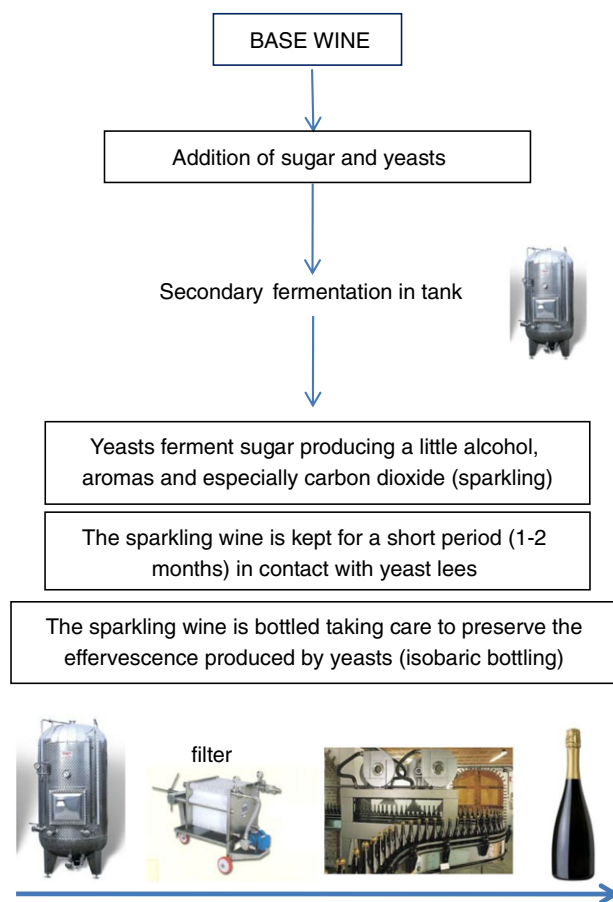 BASE WINE
Addition of sugar and yeasts
Secondary fermentation in tank
Yeasts ferment sugar producing a little alcohol,
aromas and especially carbon dioxide (sparkling)
The sparkling wine is kept for a short period (1-2
months) in contact with yeast lees
The sparkling wine is bottled taking care to preserve the
effervescence produced by yeasts (isobaric bottling)
filter